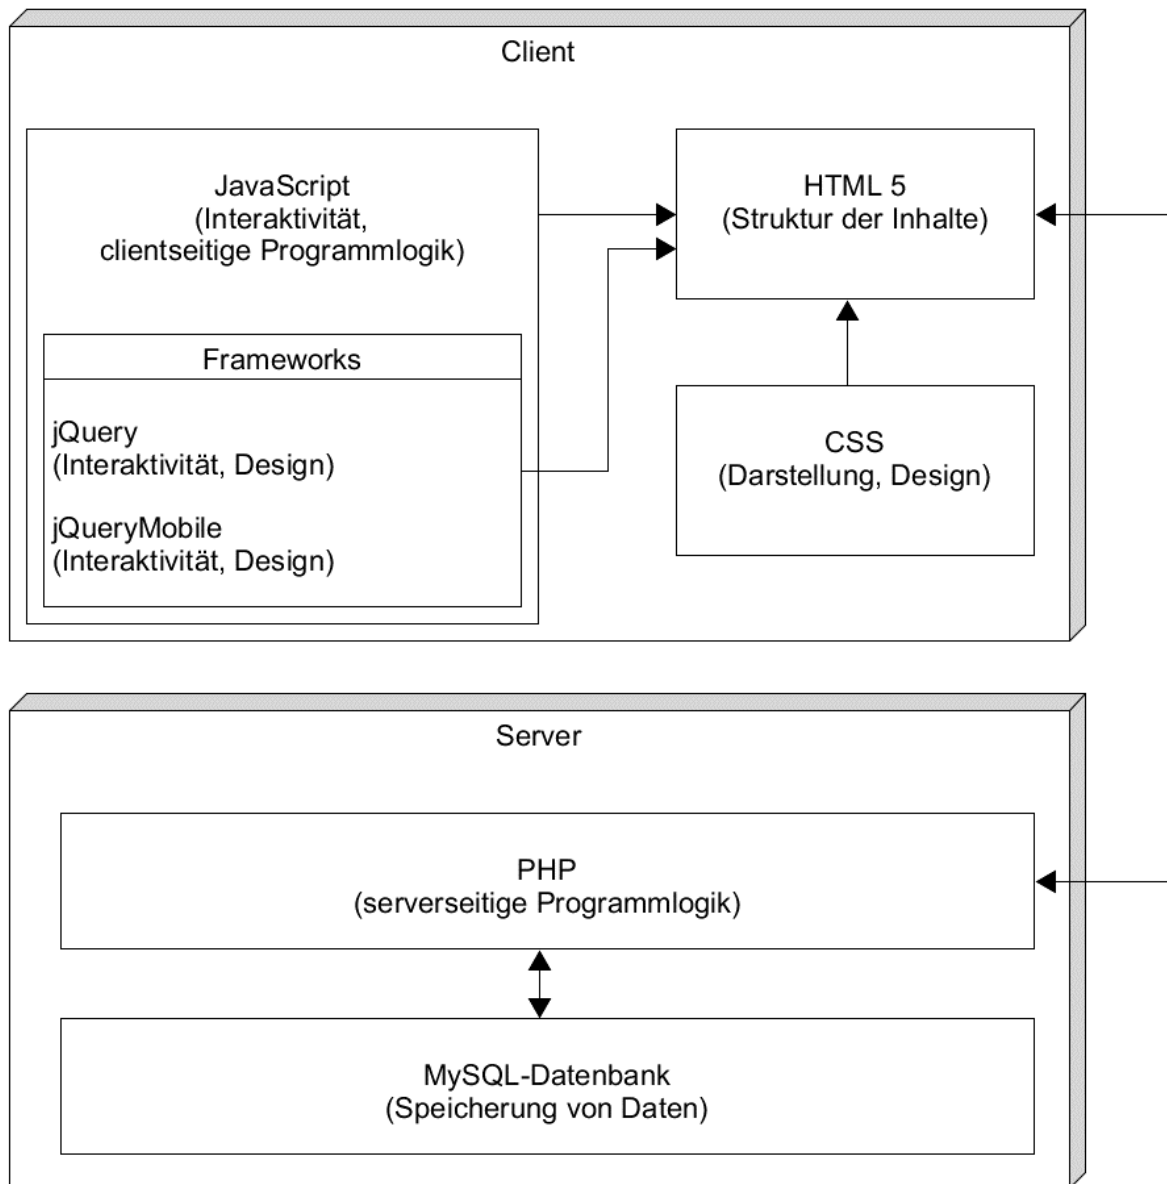 Client
JavaScript
(Interaktivität,
clientseitige Programmlogik)
Frameworks
jQuery
(Interaktivität, Design)
jQueryMobile
(Interaktivität, Design)
HTML 5
(Struktur der Inhalte)
CSS
(Darstellung, Design)
Server
PHP
(serverseitige Programmlogik)
MySQL-Datenbank
(Speicherung von Daten)